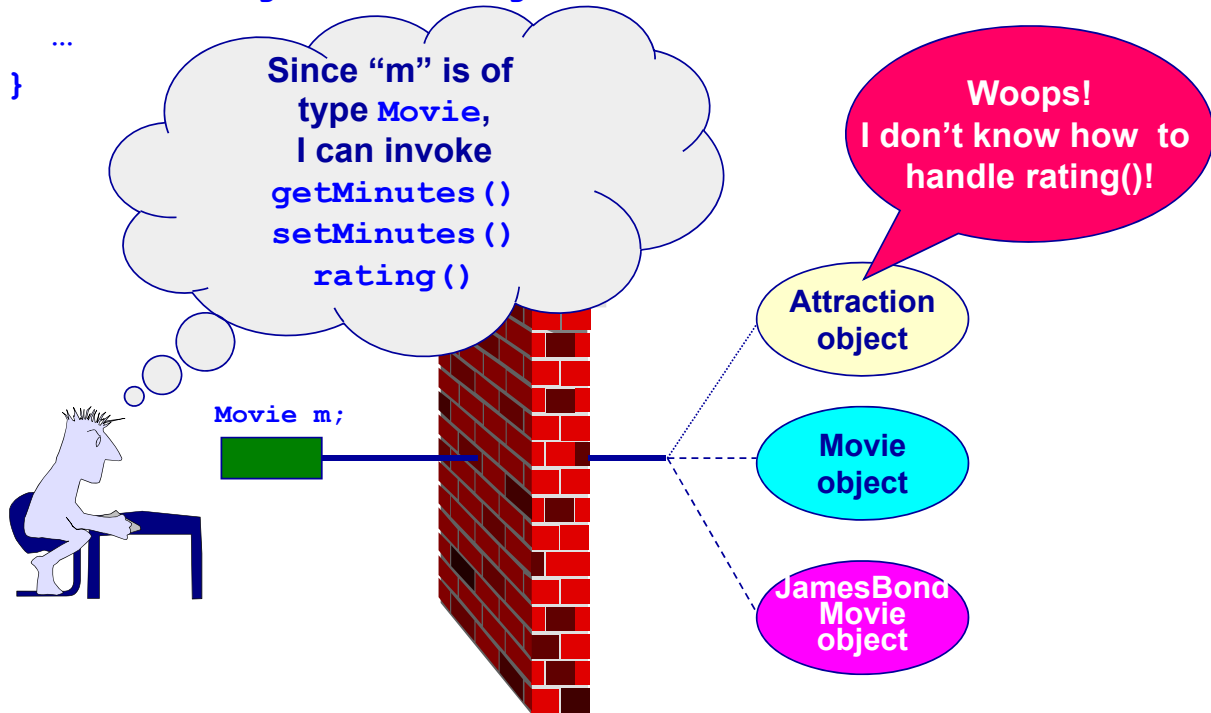 ...
}
Since “m” is of
type Movie,
I can invoke
getMinutes()
setMinutes()
rating()
Woops!
I don’t know how to
handle rating()!
Movie m;
Attraction
object
Movie
object
JamesBond
Movie
object